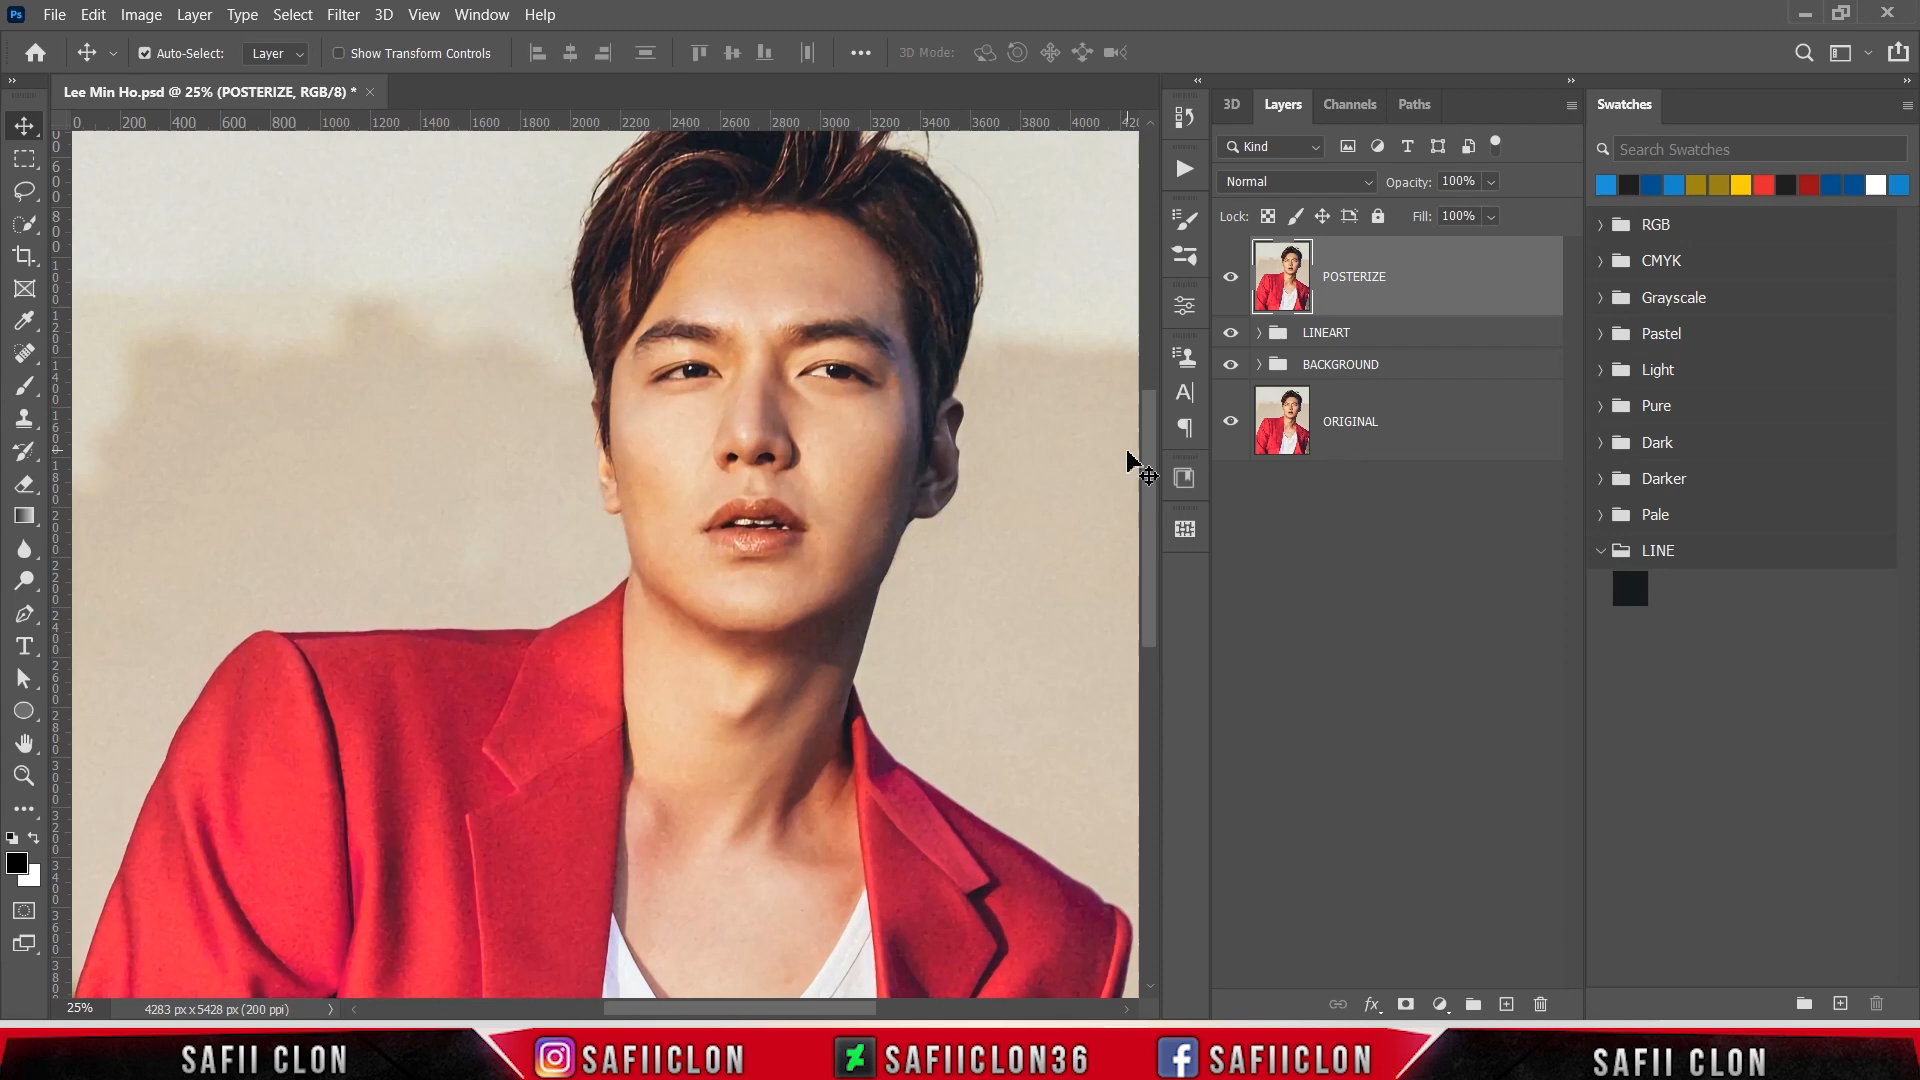 Ps File Edit Image Layer Type Select Filter 3D View Window Help
Auto-Select: Layer Show Transform Controls 3D Mode:
Lee Min Ho.psd @ 25% (POSTERIZE, RGB/8) *
0 200 400 600 800 1000 1200 1400 1600 1800 2000 2200 2400 2600 2800 3000 3200 3400 3600 3800 4000
3D Layers Channels Paths
Swatches
Kind
Search Swatches
Normal Opacity: 100%
Lock: Fill: 100%
POSTERIZE
LINEART
BACKGROUND
ORIGINAL
RGB
CMYK
Grayscale
Pastel
Light
Pure
Dark
Darker
Pale
LINE
25% 4283 px x 5428 px (200 ppi)
fx
SAFII CLON SAFIICLON SAFIICLON36 SAFIICLON SAFII CLON